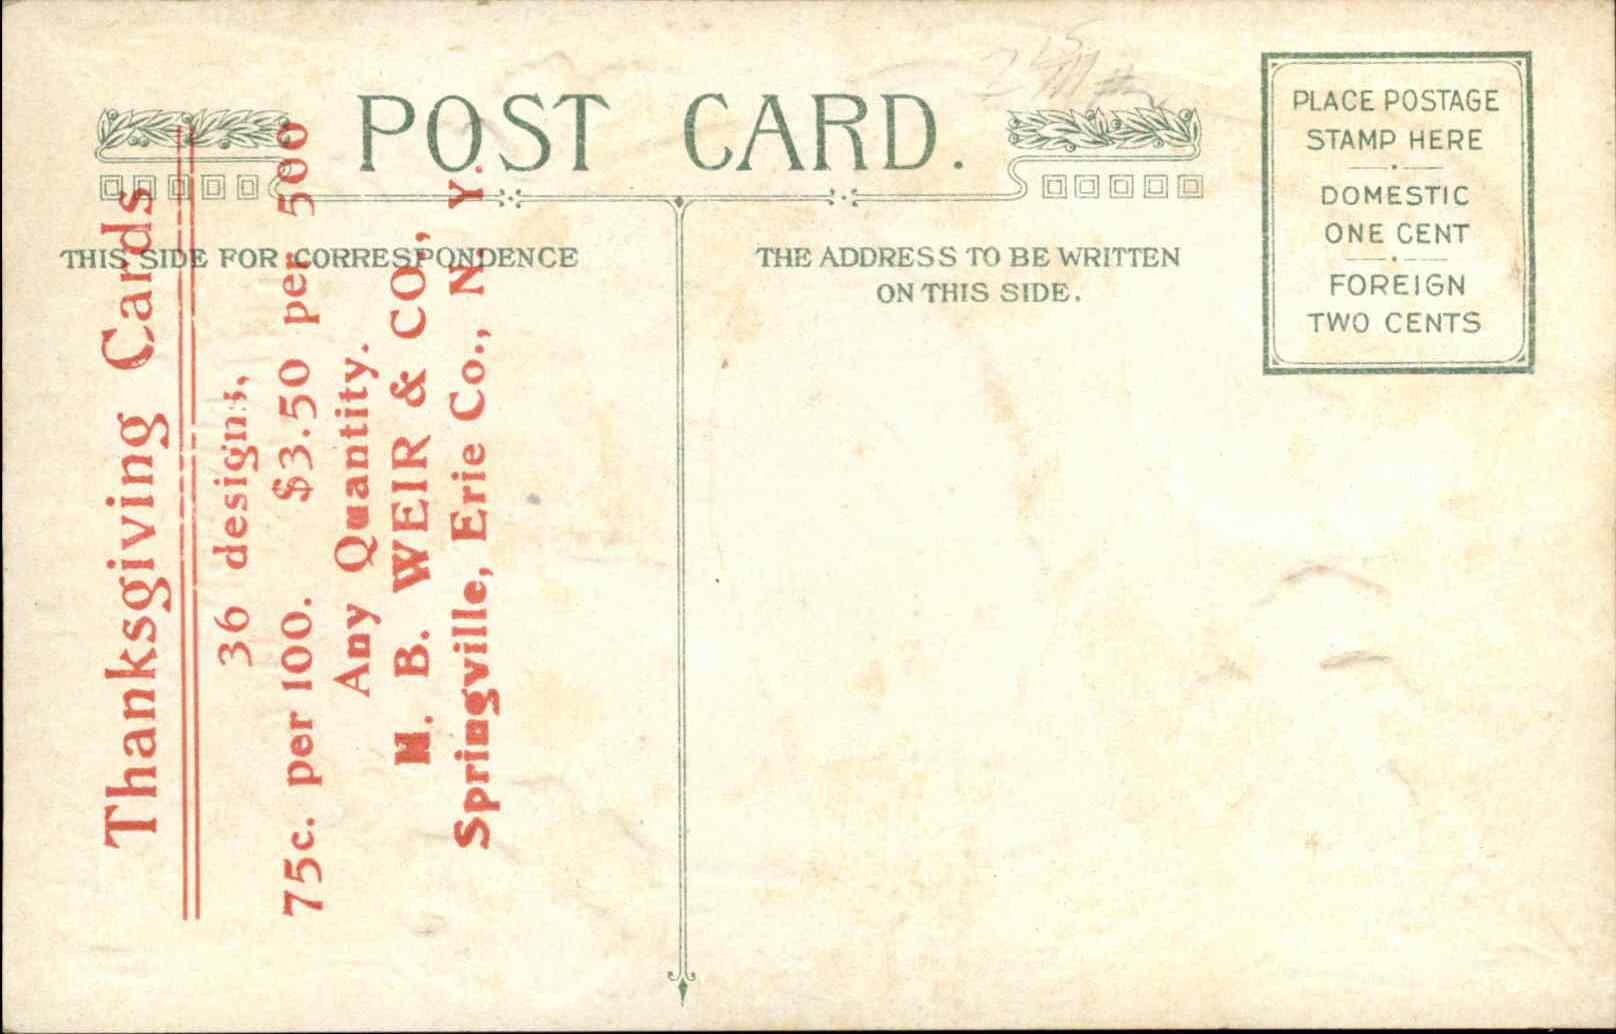 POST CARD.
THIS SIDE FOR CORRESPONDENCE
THE ADDRESS TO BE WRITTEN
ON THIS SIDE.
PLACE POSTAGE
STAMP HERE
DOMESTIC
ONE CENT
FOREIGN
TWO CENTS
Thanksgiving Cards
36 designs,
75c. per 100. $3.50 per 500
Any Quantity.
M. B. WEIR & CO.,
Springville, Erie Co., N. Y.